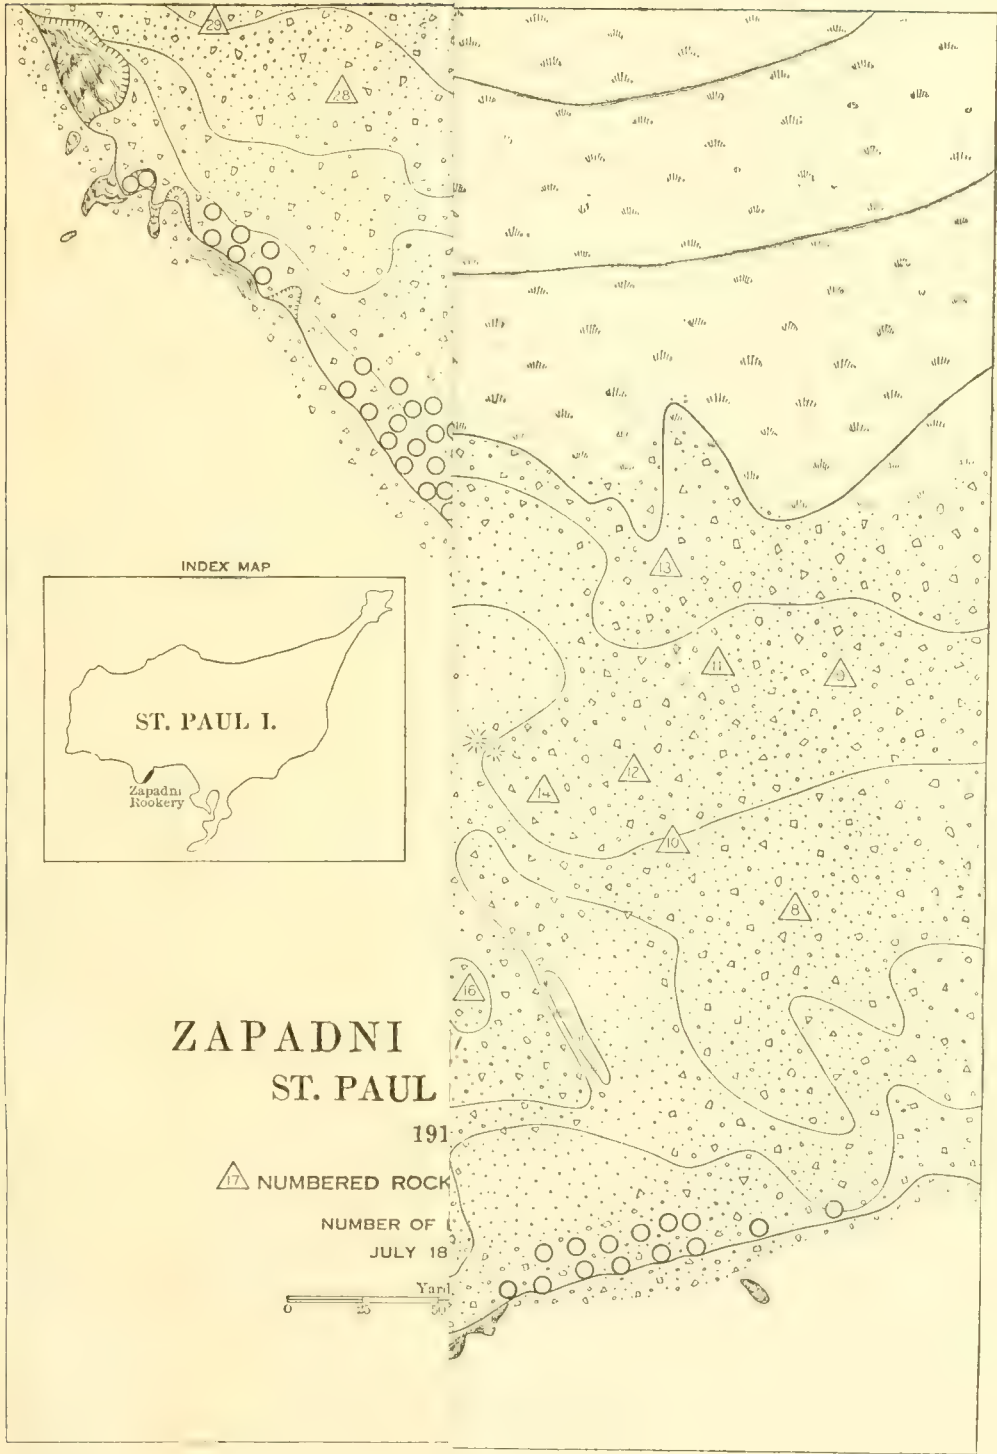 29
28
INDEX MAP
ST. PAUL I.
Zapadni
Rookery
13
11
9
12
14
10
8
16
ZAPADNI
ST. PAUL
191
17 NUMBERED ROCK
NUMBER OF
JULY 18
Yard
0 25 50